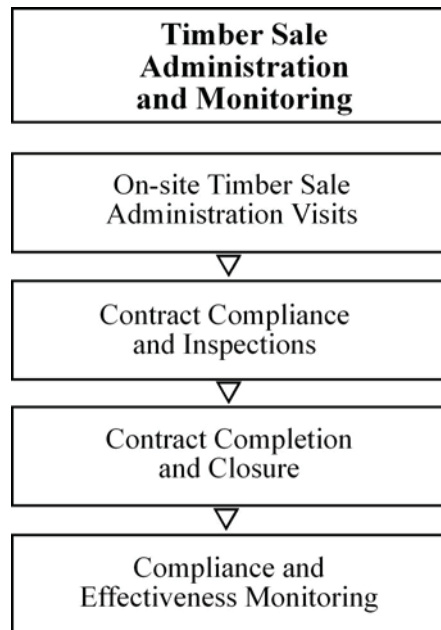 Timber Sale
Administration
and Monitoring
On-site Timber Sale
Administration Visits
Contract Compliance
and Inspections
Contract Completion
and Closure
Compliance and
Effectiveness Monitoring